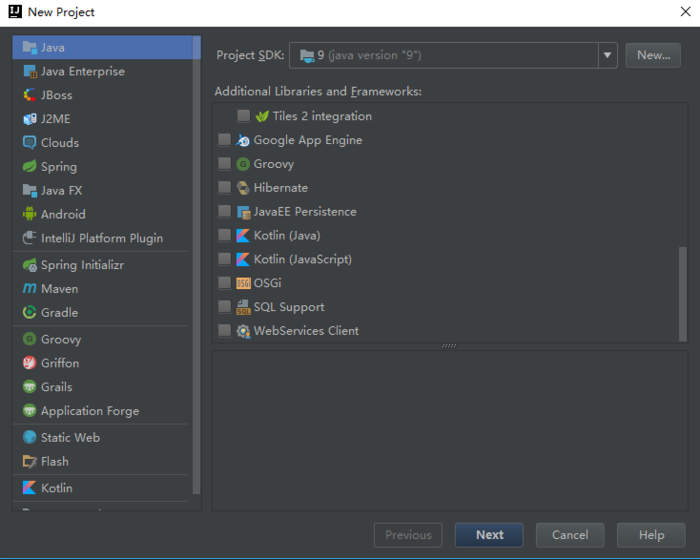 New Project
Java
Java Enterprise
JBoss
J2ME
Clouds
Spring
Java FX
Android
IntelliJ Platform Plugin
Spring Initializr
Maven
Gradle
Groovy
Griffon
Grails
Application Forge
Static Web
Flash
Kotlin
Project SDK: 9 (java version "9") New...
Additional Libraries and Frameworks:
Tiles 2 integration
Google App Engine
Groovy
Hibernate
JavaEE Persistence
Kotlin (Java)
Kotlin (JavaScript)
OSGi
SQL Support
WebServices Client
Previous Next Cancel Help